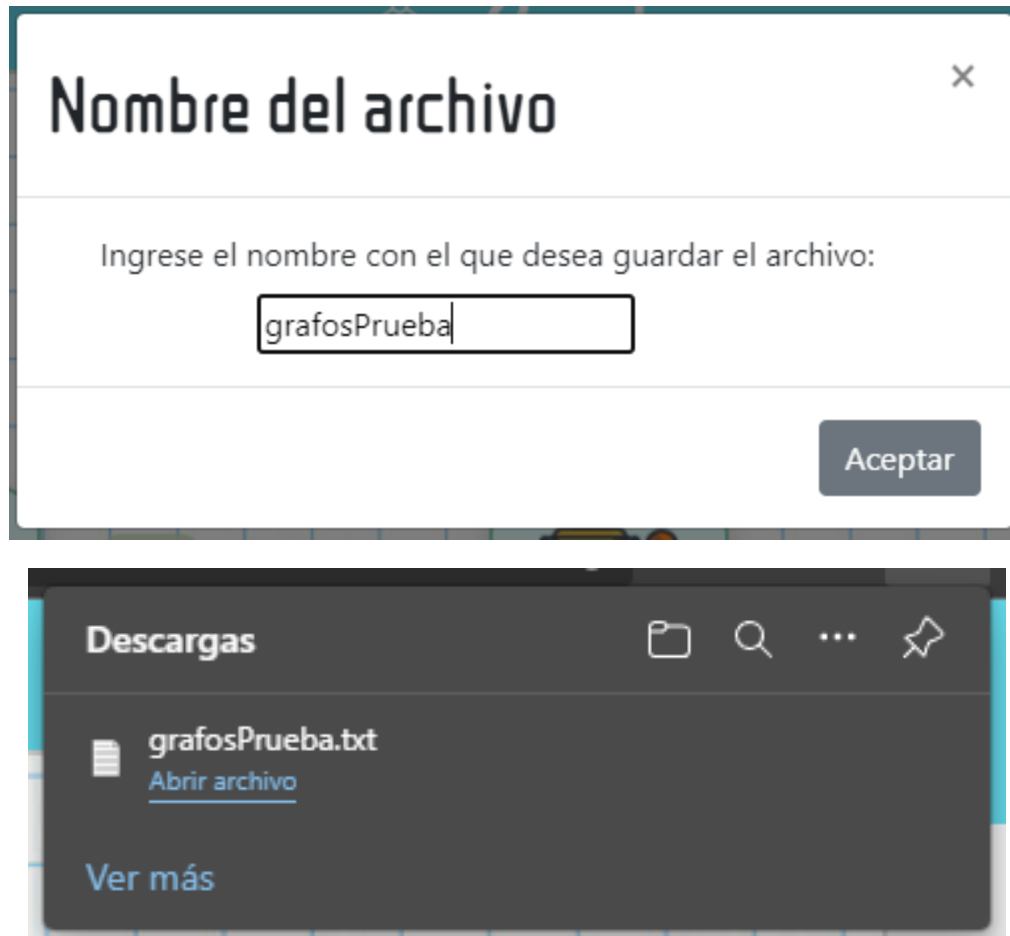 Nombre del archivo
Ingrese el nombre con el que desea guardar el archivo:
grafosPrueba
Aceptar
Descargas
grafosPrueba.txt
Abrir archivo
Ver más